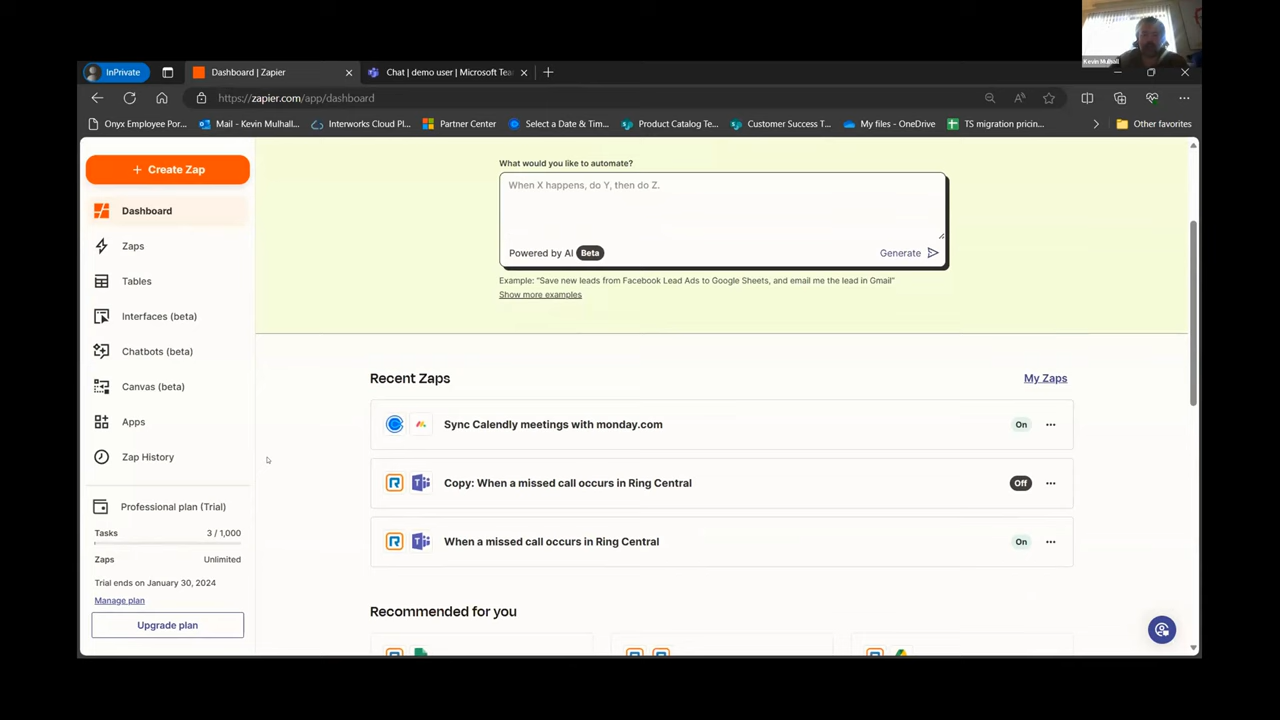 Kevin Mulhall
InPrivate
Dashboard | Zapier
Chat | demo user | Microsoft Tea
https://zapier.com/app/dashboard
Onyx Employee Por...
Mail - Kevin Mulhall...
Interworks Cloud Pl...
Partner Center
Select a Date & Tim...
Product Catalog Te...
Customer Success T...
My files - OneDrive
TS migration pricin...
Other favorites
+ Create Zap
Dashboard
Zaps
Tables
Interfaces (beta)
Chatbots (beta)
Canvas (beta)
Apps
Zap History
Professional plan (Trial)
Tasks 3 / 1,000
Zaps Unlimited
Trial ends on January 30, 2024
Manage plan
Upgrade plan
What would you like to automate?
When X happens, do Y, then do Z.
Powered by AI Beta Generate
Example: “Save new leads from Facebook Lead Ads to Google Sheets, and email me the lead in Gmail”
Show more examples
Recent Zaps My Zaps
Sync Calendly meetings with monday.com On
Copy: When a missed call occurs in Ring Central Off
When a missed call occurs in Ring Central On
Recommended for you